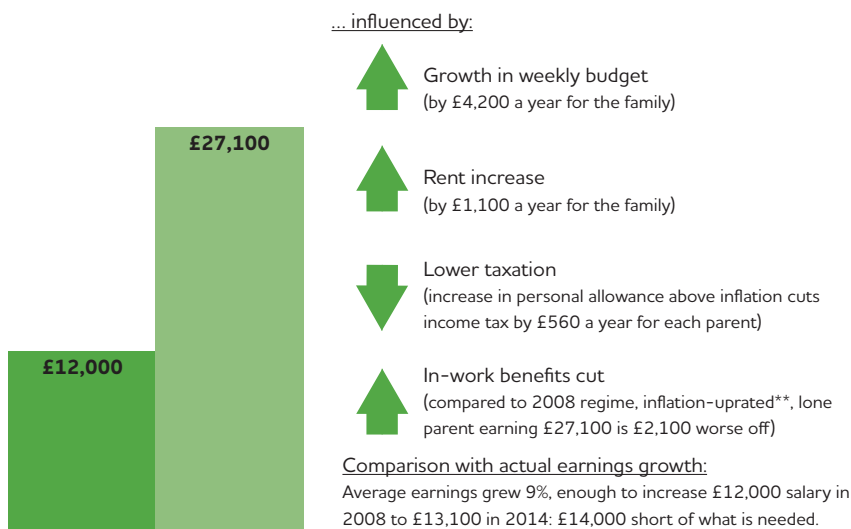 ... influenced by:
Growth in weekly budget
(by £4,200 a year for the family)
£27,100
Rent increase
(by £1,100 a year for the family)
Lower taxation
(increase in personal allowance above inflation cuts
income tax by £560 a year for each parent)
£12,000
In-work benefits cut
(compared to 2008 regime, inflation-uprated**, lone
parent earning £27,100 is £2,100 worse off)
Comparison with actual earnings growth:
Average earnings grew 9%, enough to increase £12,000 salary in
2008 to £13,100 in 2014: £14,000 short of what is needed.